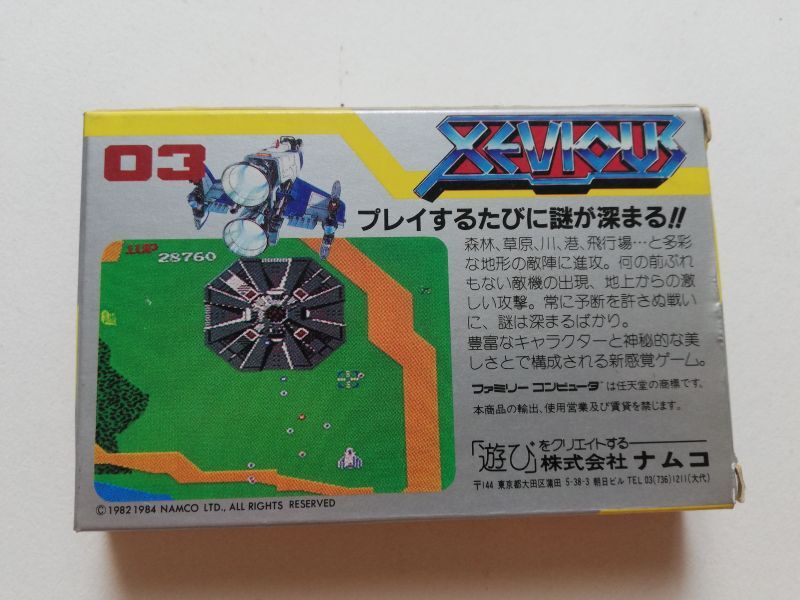 03
XEVIOUS
プレイするたびに謎が深まる!!
1UP
28760
森林、草原、川、港、飛行場…と多彩
な地形の敵陣に進攻。何の前ぶれ
もない敵機の出現、地上からの激
しい攻撃。常に予断を許さぬ戦い
に、謎は深まるばかり。
豊富なキャラクターと神秘的な美
しさとで構成される新感覚ゲーム。
ファミリーコンピュータは任天堂の商標です。
本商品の輸出、使用営業及び賃貸を禁じます。
「遊び」をクリエイトする
株式会社 ナムコ
〒144 東京都大田区蒲田 5-38-3 朝日ビル TEL 03(736)1211(大代)
©1982 1984 NAMCO LTD., ALL RIGHTS RESERVED